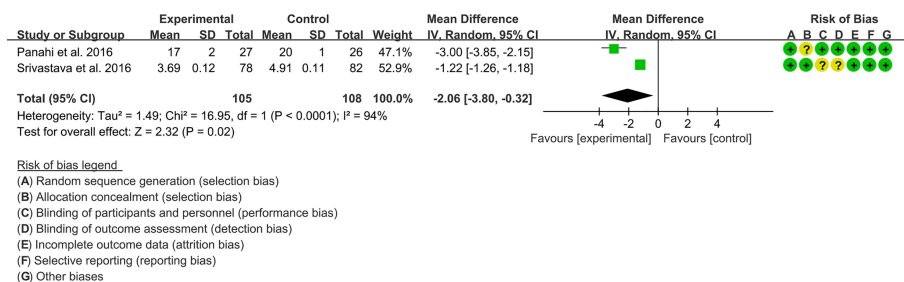 Experimental Control Mean Difference Mean Difference Risk of Bias
Study or Subgroup Mean SD Total Mean SD Total Weight IV, Random, 95% CI IV, Random, 95% CI A B C D E F G
Panahi et al. 2016 17 2 27 20 1 26 47.1% -3.00 [-3.85, -2.15] + ? + + + + +
Srivastava et al. 2016 3.69 0.12 78 4.91 0.11 82 52.9% -1.22 [-1.26, -1.18] + + ? ? + + +
Total (95% CI) 105 108 100.0% -2.06 [-3.80, -0.32]
Heterogeneity: Tau² = 1.49; Chi² = 16.95, df = 1 (P < 0.0001); I² = 94%
Test for overall effect: Z = 2.32 (P = 0.02)
-4 -2 0 2 4
Favours [experimental] Favours [control]
Risk of bias legend
(A) Random sequence generation (selection bias)
(B) Allocation concealment (selection bias)
(C) Blinding of participants and personnel (performance bias)
(D) Blinding of outcome assessment (detection bias)
(E) Incomplete outcome data (attrition bias)
(F) Selective reporting (reporting bias)
(G) Other biases